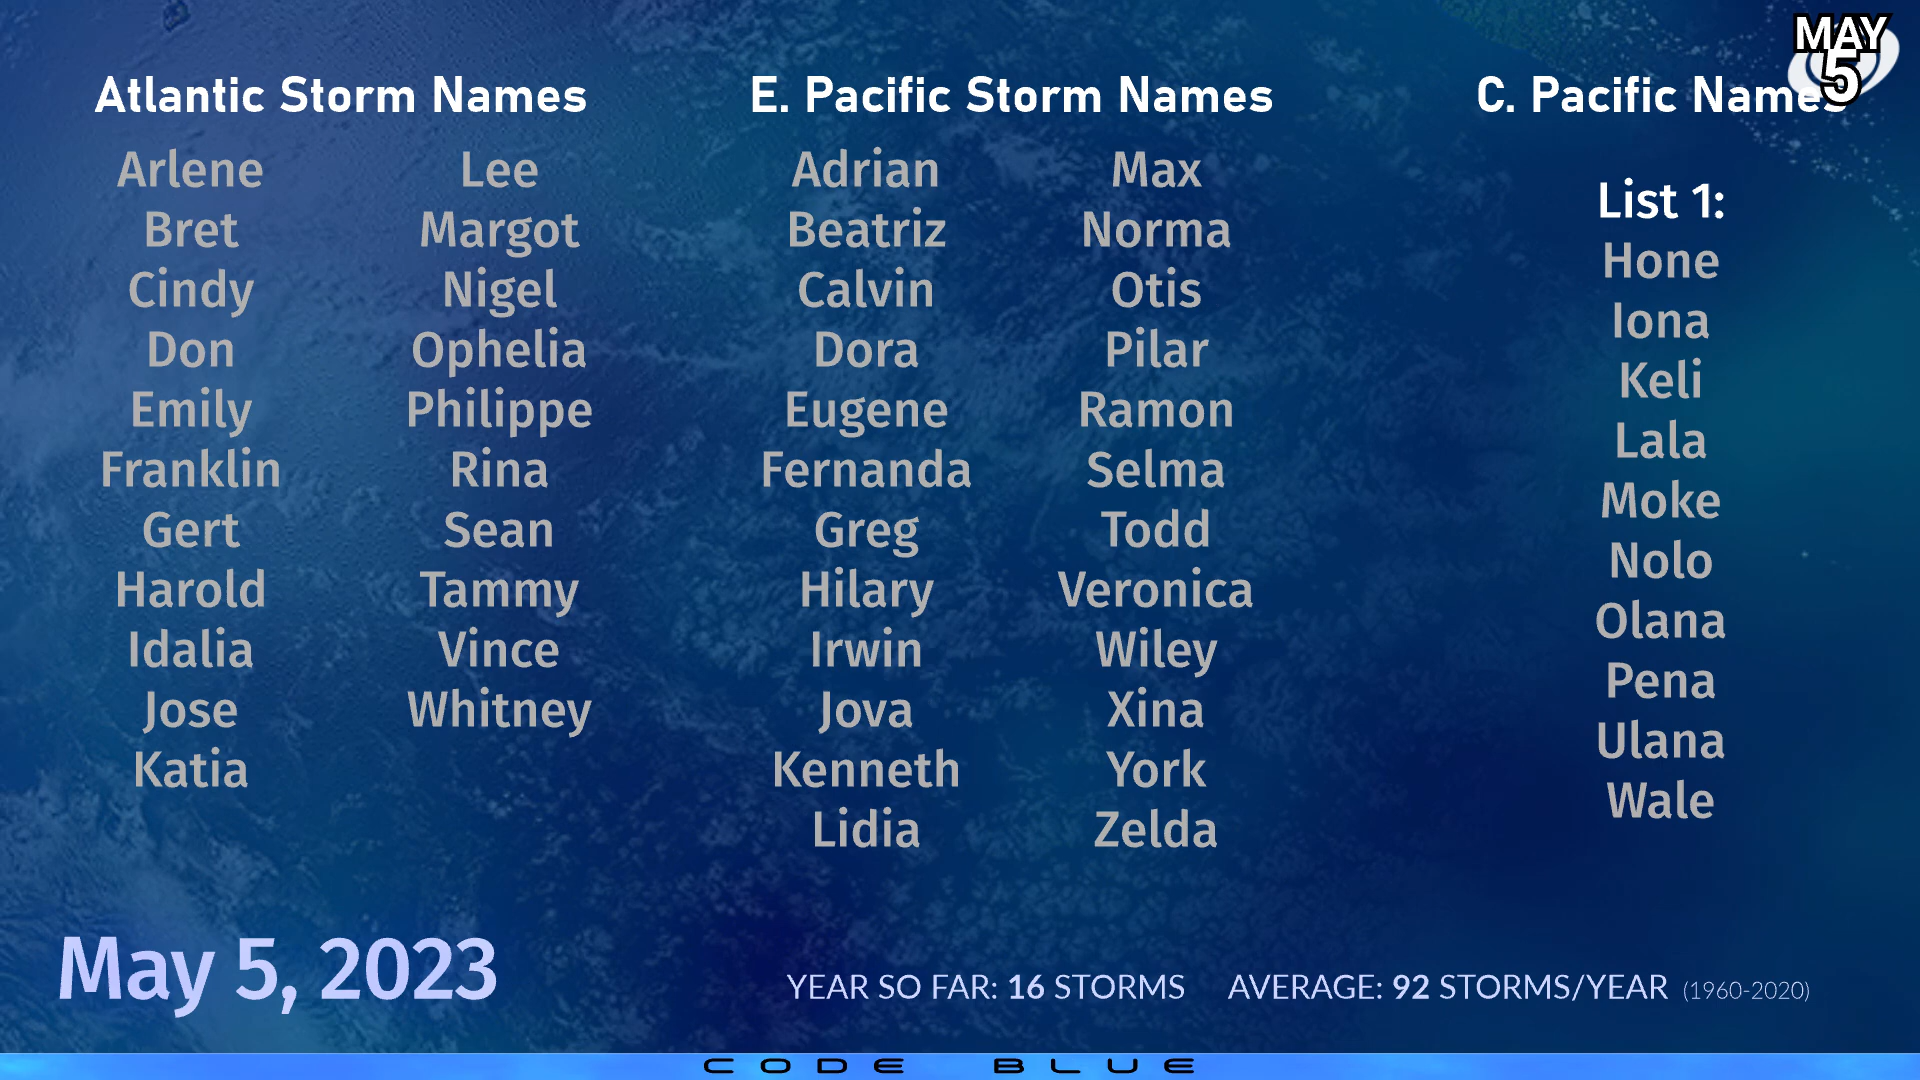 MAY
5
Atlantic Storm Names
Arlene
Bret
Cindy
Don
Emily
Franklin
Gert
Harold
Idalia
Jose
Katia
Lee
Margot
Nigel
Ophelia
Philippe
Rina
Sean
Tammy
Vince
Whitney
E. Pacific Storm Names
Adrian
Beatriz
Calvin
Dora
Eugene
Fernanda
Greg
Hilary
Irwin
Jova
Kenneth
Lidia
Max
Norma
Otis
Pilar
Ramon
Selma
Todd
Veronica
Wiley
Xina
York
Zelda
C. Pacific Names
List 1:
Hone
Iona
Keli
Lala
Moke
Nolo
Olana
Pena
Ulana
Wale
May 5, 2023
YEAR SO FAR: 16 STORMS AVERAGE: 92 STORMS/YEAR (1960-2020)
CODE BLUE